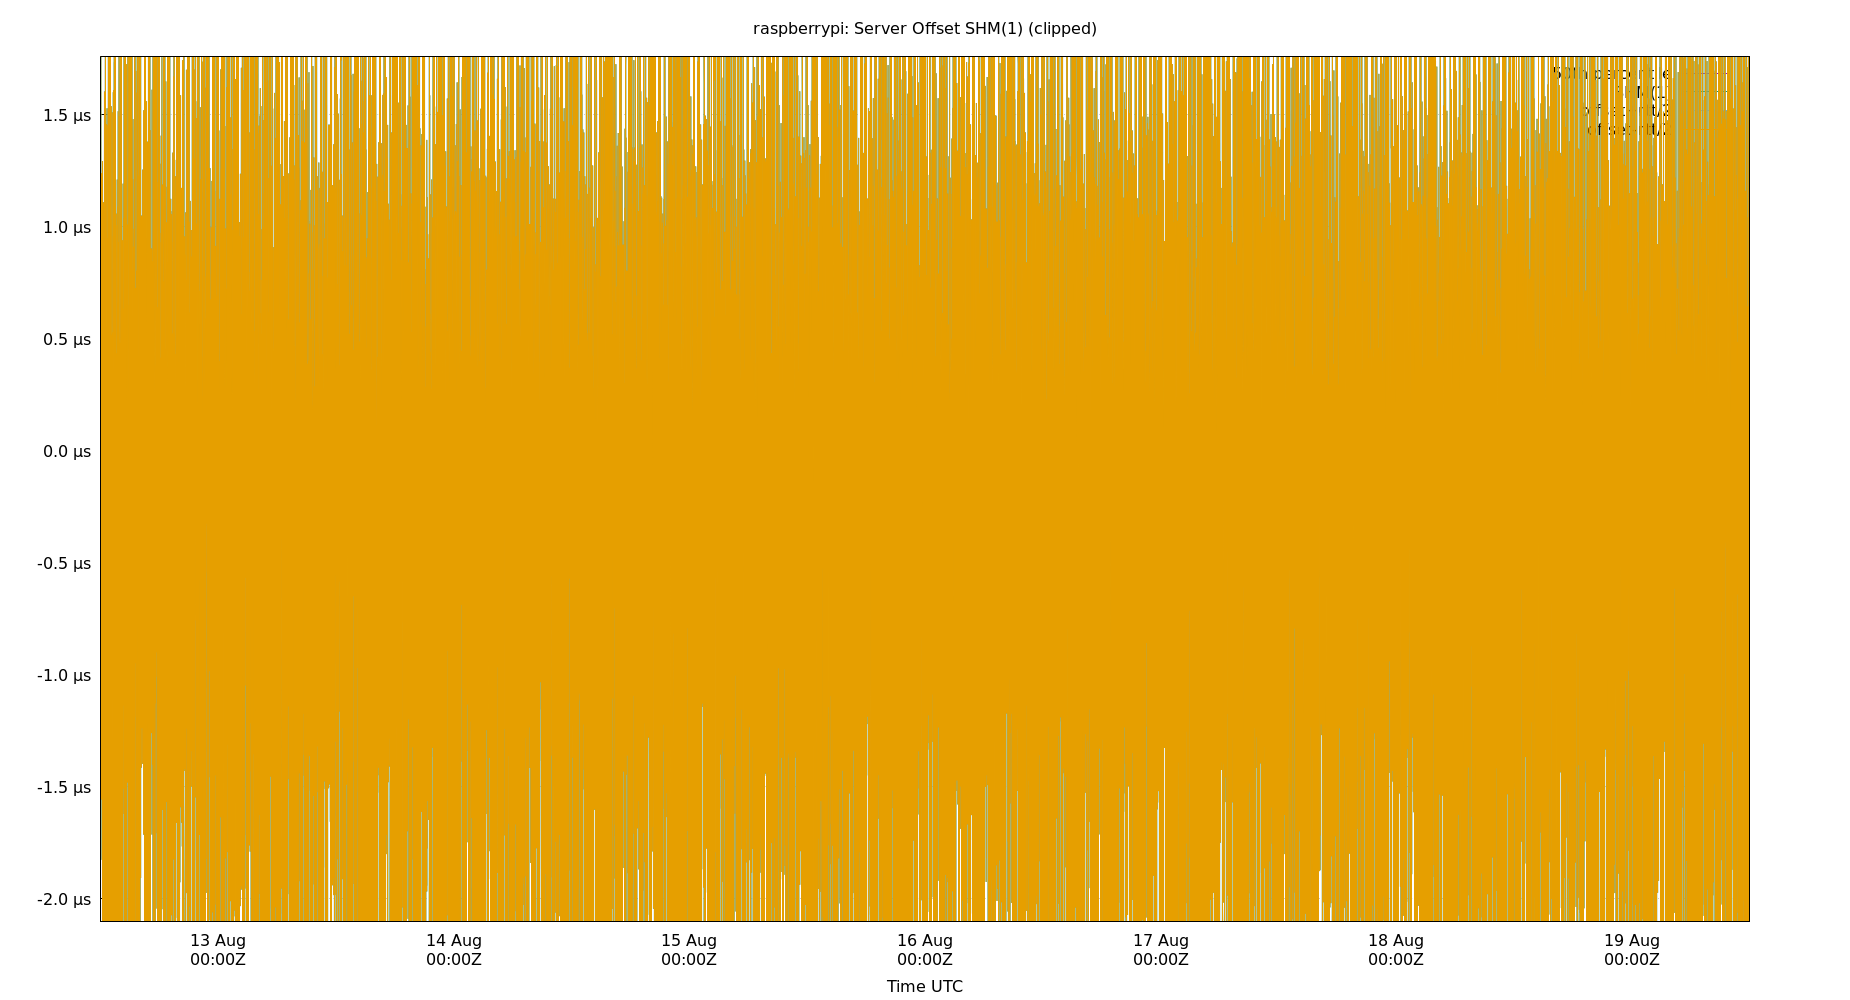 raspberrypi: Server Offset SHM(1) (clipped)
1.5 µs
1.0 µs
0.5 µs
0.0 µs
-0.5 µs
-1.0 µs
-1.5 µs
-2.0 µs
13 Aug
00:00Z
14 Aug
00:00Z
15 Aug
00:00Z
16 Aug
00:00Z
17 Aug
00:00Z
18 Aug
00:00Z
19 Aug
00:00Z
Time UTC